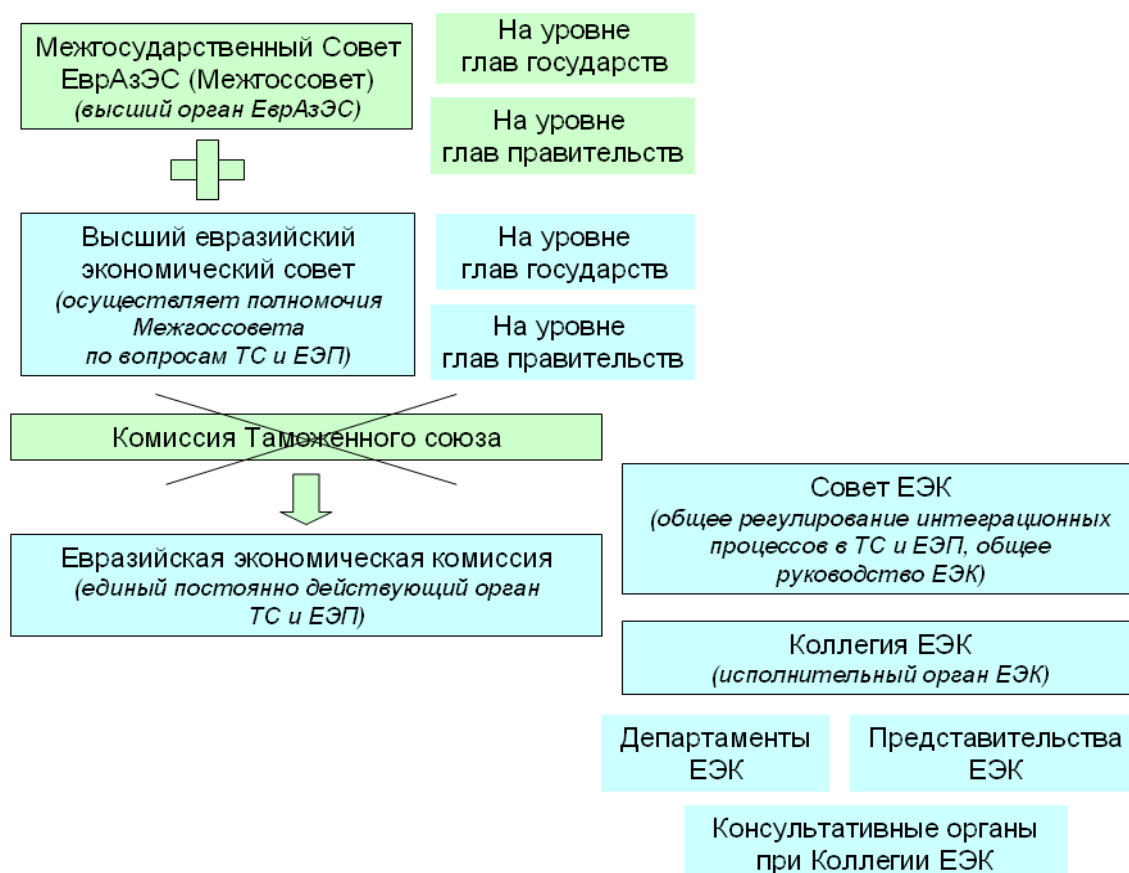 Межгосударственный Совет
ЕврАзЭС (Межгоссовет)
(высший орган ЕврАзЭС)
На уровне
глав государств
На уровне
глав правительств
Высший евразийский
экономический совет
(осуществляет полномочия
Межгоссовета
по вопросам ТС и ЕЭП)
На уровне
глав государств
На уровне
глав правительств
Комиссия Таможенного союза
Евразийская экономическая комиссия
(единый постоянно действующий орган
ТС и ЕЭП)
Совет ЕЭК
(общее регулирование интеграционных
процессов в ТС и ЕЭП, общее
руководство ЕЭК)
Коллегия ЕЭК
(исполнительный орган ЕЭК)
Департаменты
ЕЭК
Представительства
ЕЭК
Консультативные органы
при Коллегии ЕЭК